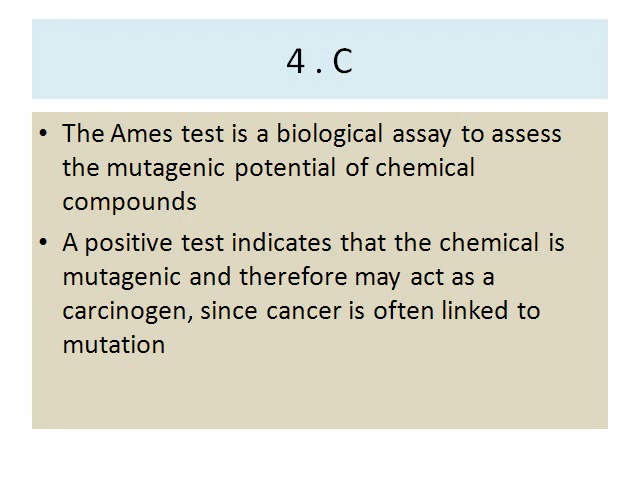 4 . C
• The Ames test is a biological assay to assess
the mutagenic potential of chemical
compounds
• A positive test indicates that the chemical is
mutagenic and therefore may act as a
carcinogen, since cancer is often linked to
mutation